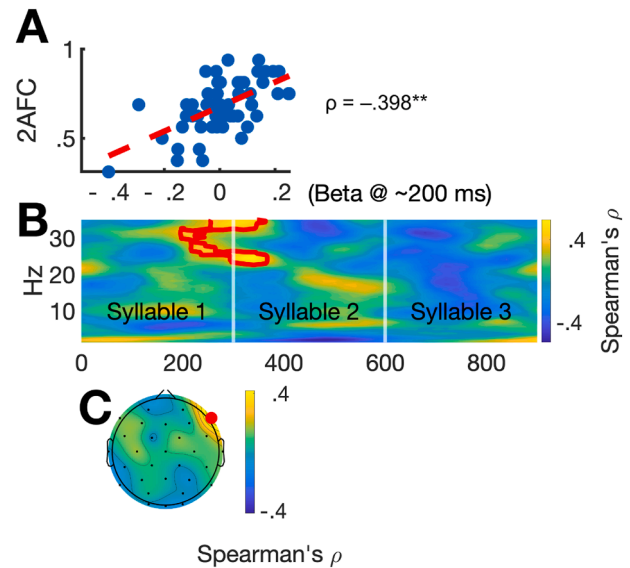 A
1
2AFC
.5
ρ = –.398**
- .4 - .2 0 .2 (Beta @ ~200 ms)
B
30
20
10
Hz
Syllable 1 Syllable 2 Syllable 3
0 200 400 600 800
.4
-.4
Spearman's ρ
C
.4
-.4
Spearman's ρ